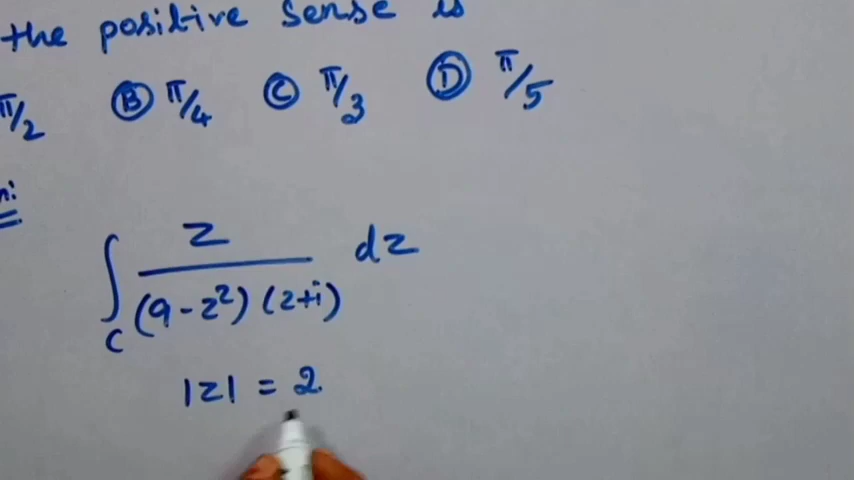 the positive sense is
π/2 Ⓑ π/4 Ⓒ π/3 Ⓓ π/5
n:
∫_C z/((9-z²)(z+i)) dz
|z| = 2.